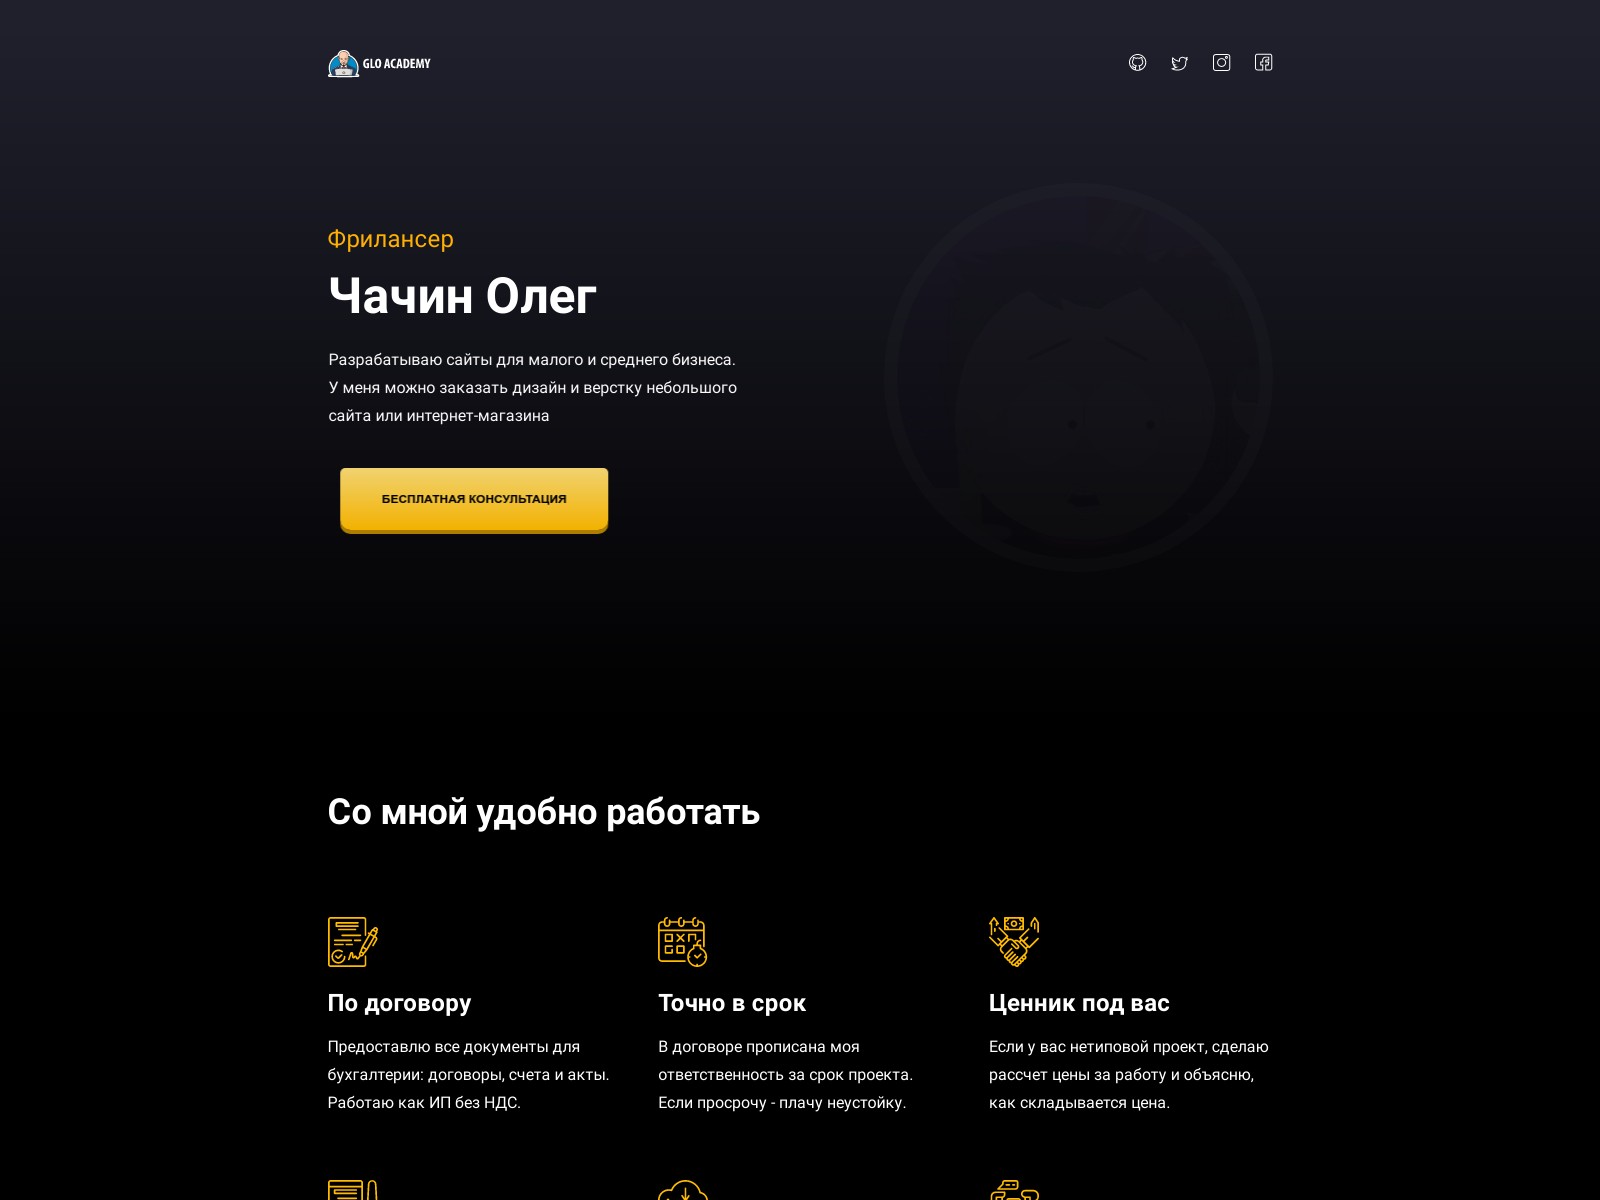 GLO ACADEMY
Фрилансер
Чачин Олег
Разрабатываю сайты для малого и среднего бизнеса.
У меня можно заказать дизайн и верстку небольшого
сайта или интернет-магазина
БЕСПЛАТНАЯ КОНСУЛЬТАЦИЯ
Со мной удобно работать
По договору
Предоставлю все документы для
бухгалтерии: договоры, счета и акты.
Работаю как ИП без НДС.
Точно в срок
В договоре прописана моя
ответственность за срок проекта.
Если просрочу - плачу неустойку.
Ценник под вас
Если у вас нетиповой проект, сделаю
рассчет цены за работу и объясню,
как складывается цена.